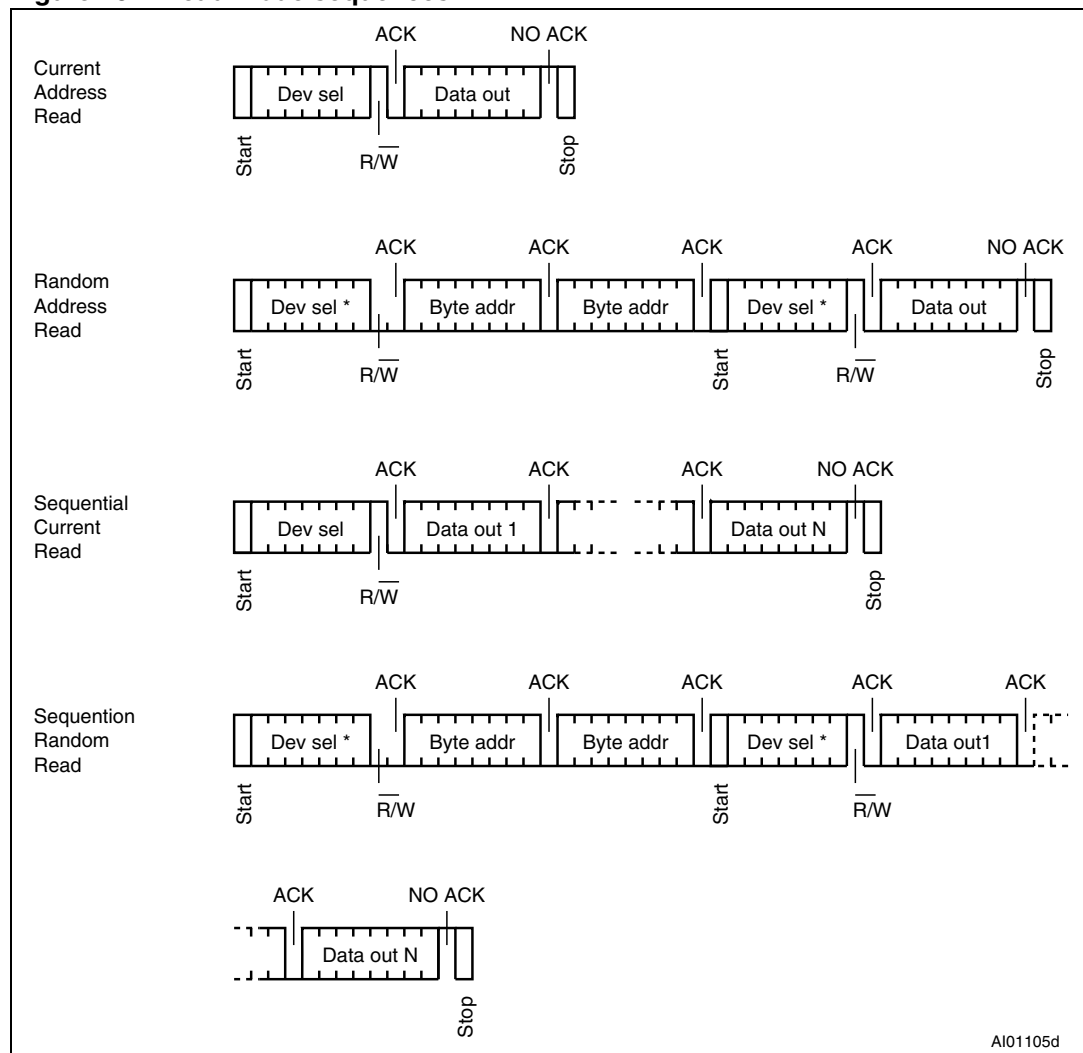 ACK NO ACK
Current
Address
Read
Dev sel Data out
Start R/W Stop
ACK ACK ACK ACK NO ACK
Random
Address
Read
Dev sel * Byte addr Byte addr Dev sel * Data out
Start R/W Start R/W Stop
ACK ACK ACK NO ACK
Sequential
Current
Read
Dev sel Data out 1 Data out N
Start R/W Stop
ACK ACK ACK ACK ACK
Sequention
Random
Read
Dev sel * Byte addr Byte addr Dev sel * Data out1
Start R/W Start R/W
ACK NO ACK
Data out N
Stop
AI01105d